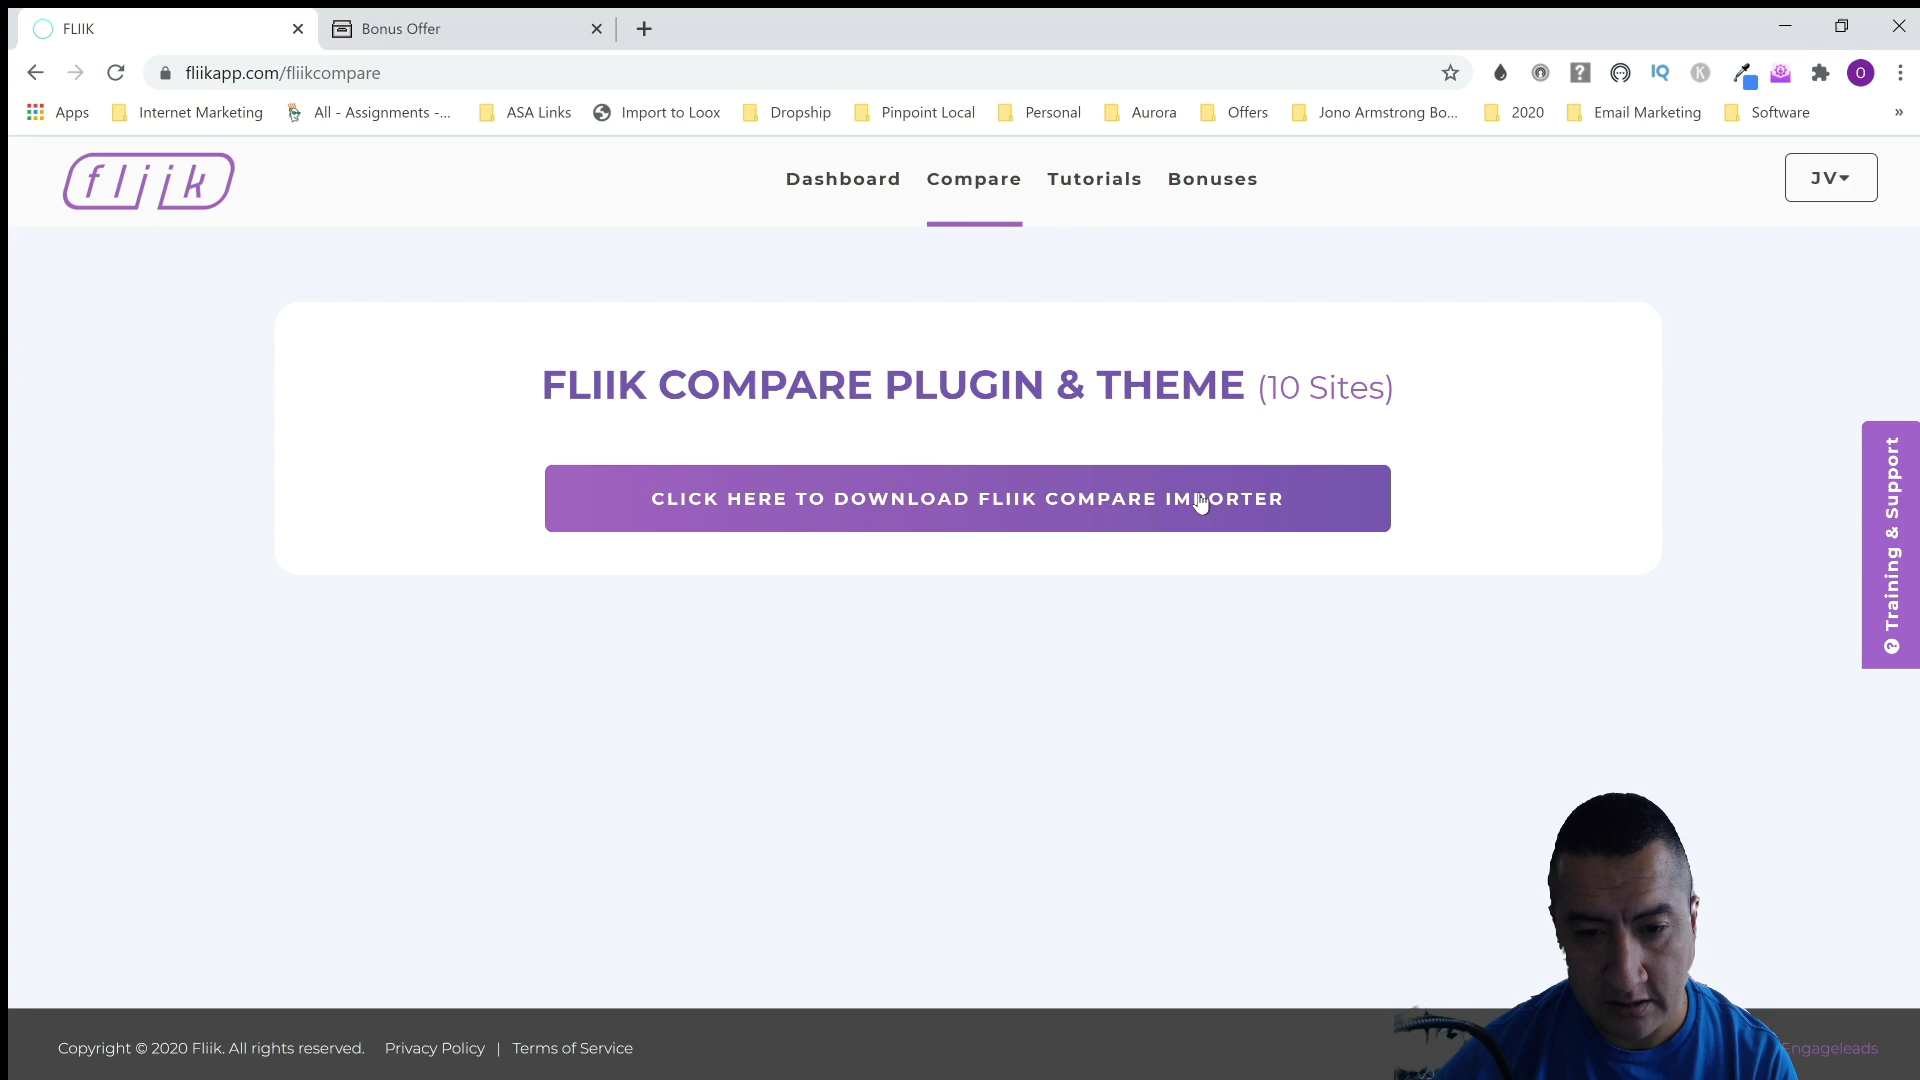 FLIIK
Bonus Offer
fliikapp.com/fliikcompare
IQ
K
O
Apps
Internet Marketing
All - Assignments -...
ASA Links
Import to Loox
Dropship
Pinpoint Local
Personal
Aurora
Offers
Jono Armstrong Bo...
2020
Email Marketing
Software
»
fliik
Dashboard
Compare
Tutorials
Bonuses
JV
FLIIK COMPARE PLUGIN & THEME (10 Sites)
CLICK HERE TO DOWNLOAD FLIIK COMPARE IMPORTER
? Training & Support
Copyright © 2020 Fliik. All rights reserved. Privacy Policy | Terms of Service
Engageleads